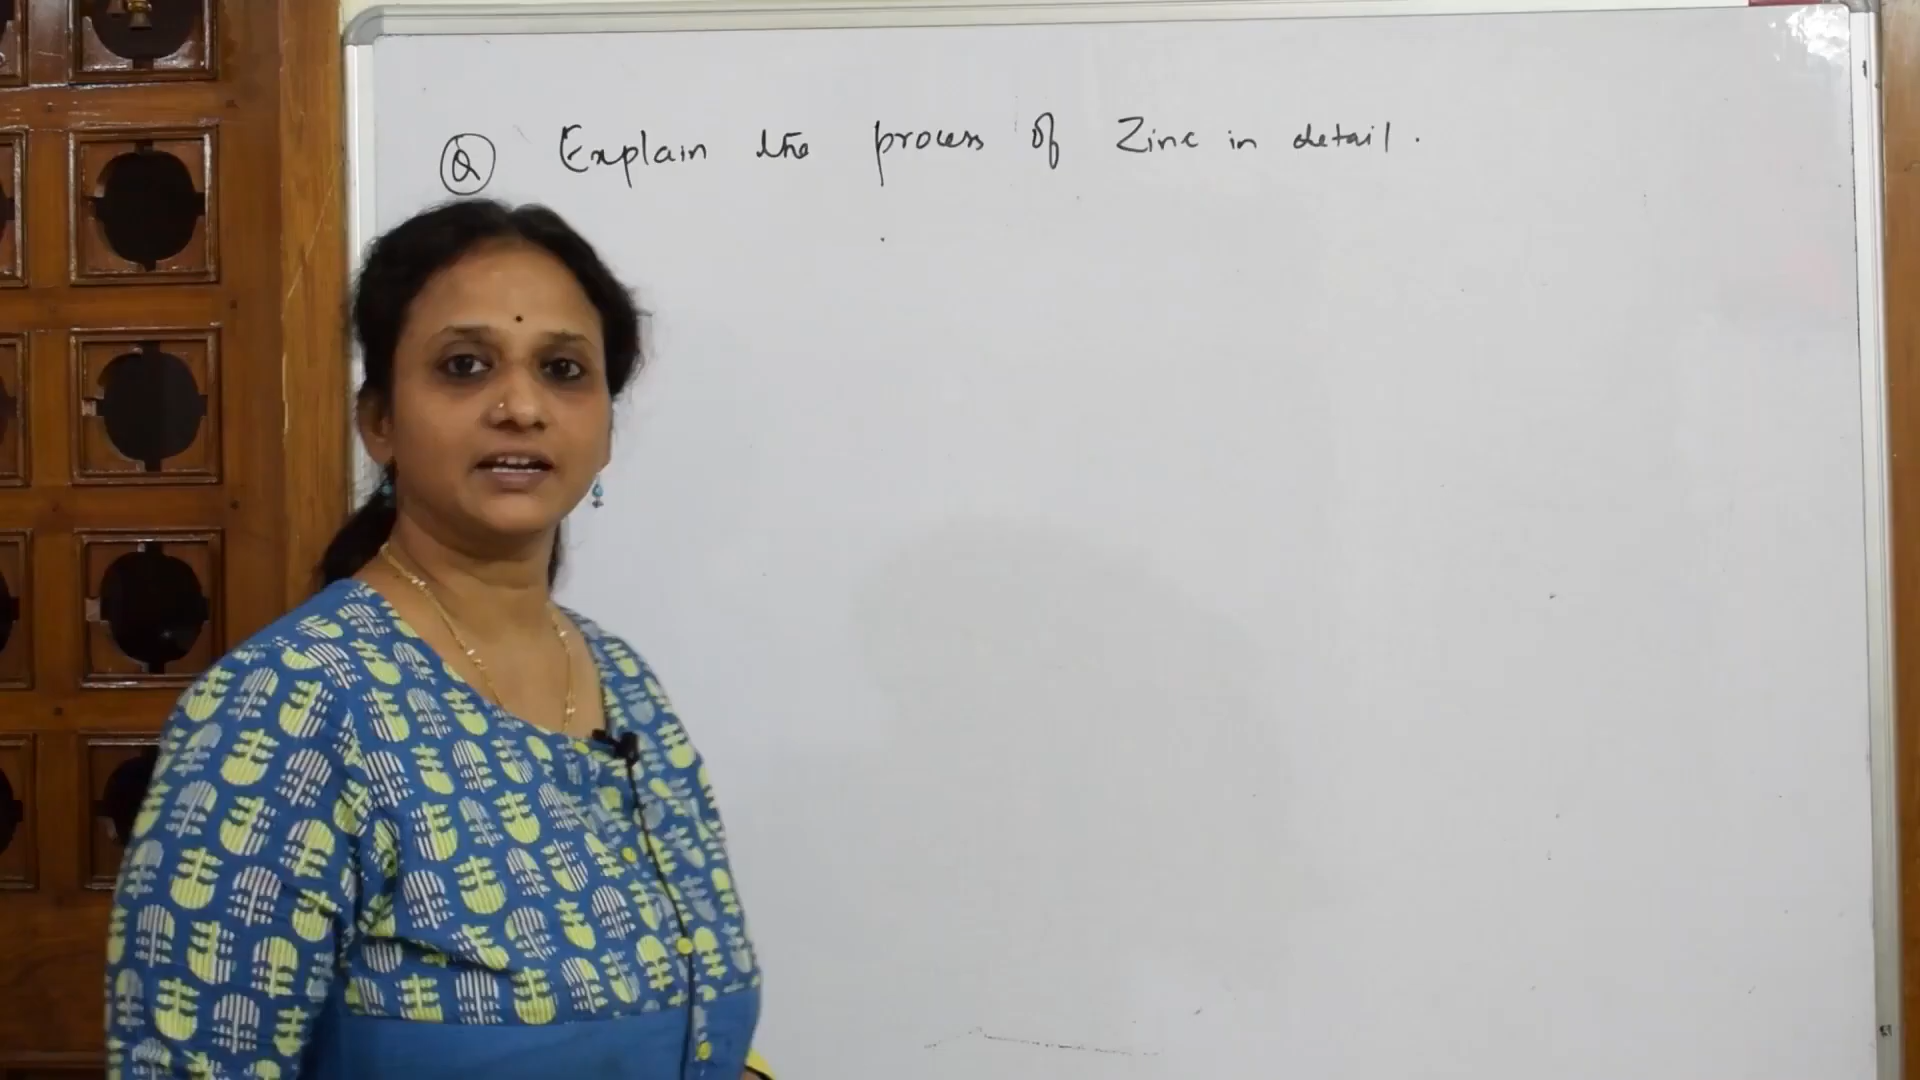 Q Explain the process of Zinc in detail.